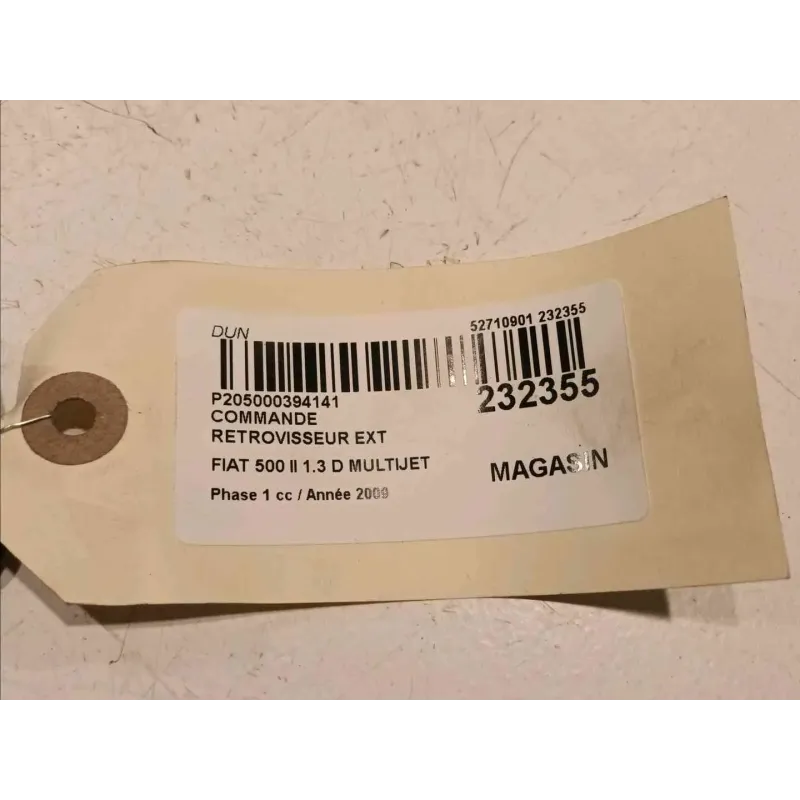 DUN
52710901 232355
P205000394141
232355
COMMANDE
RETROVISSEUR EXT
FIAT 500 II 1.3 D MULTIJET
MAGASIN
Phase 1 cc / Année 2009